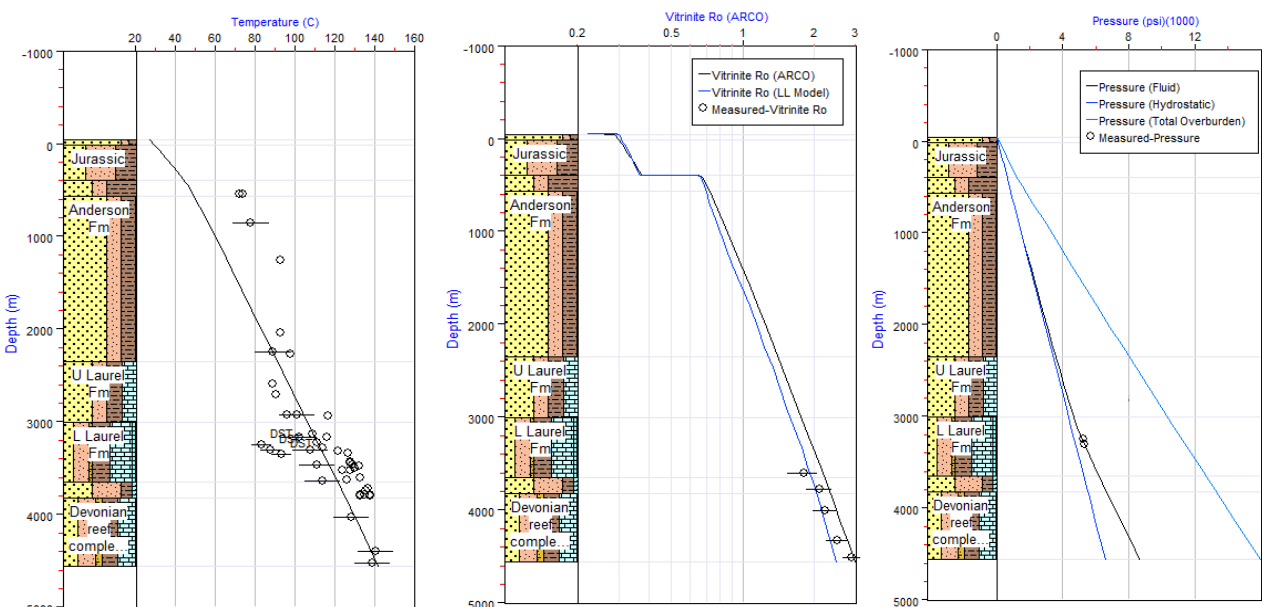 Temperature (C)
-1000
20
40
60
80
100
120
140
160
0
1000
2000
3000
4000
5000
Depth (m)
Jurassic
Anderson
Fm
U Laurel
Fm
L Laurel
Fm
Devonian
reef
comple...
DST
DST
DST
Vitrinite Ro (ARCO)
-1000
0.2
0.5
1
2
3
0
1000
2000
3000
4000
5000
Depth (m)
Vitrinite Ro (ARCO)
Vitrinite Ro (LL Model)
Measured-Vitrinite Ro
Jurassic
Anderson
Fm
U Laurel
Fm
L Laurel
Fm
Devonian
reef
comple...
Pressure (psi)(1000)
-1000
0
4
8
12
0
1000
2000
3000
4000
5000
Depth (m)
Pressure (Fluid)
Pressure (Hydrostatic)
Pressure (Total Overburden)
Measured-Pressure
Jurassic
Anderson
Fm
U Laurel
Fm
L Laurel
Fm
Devonian
reef
comple...